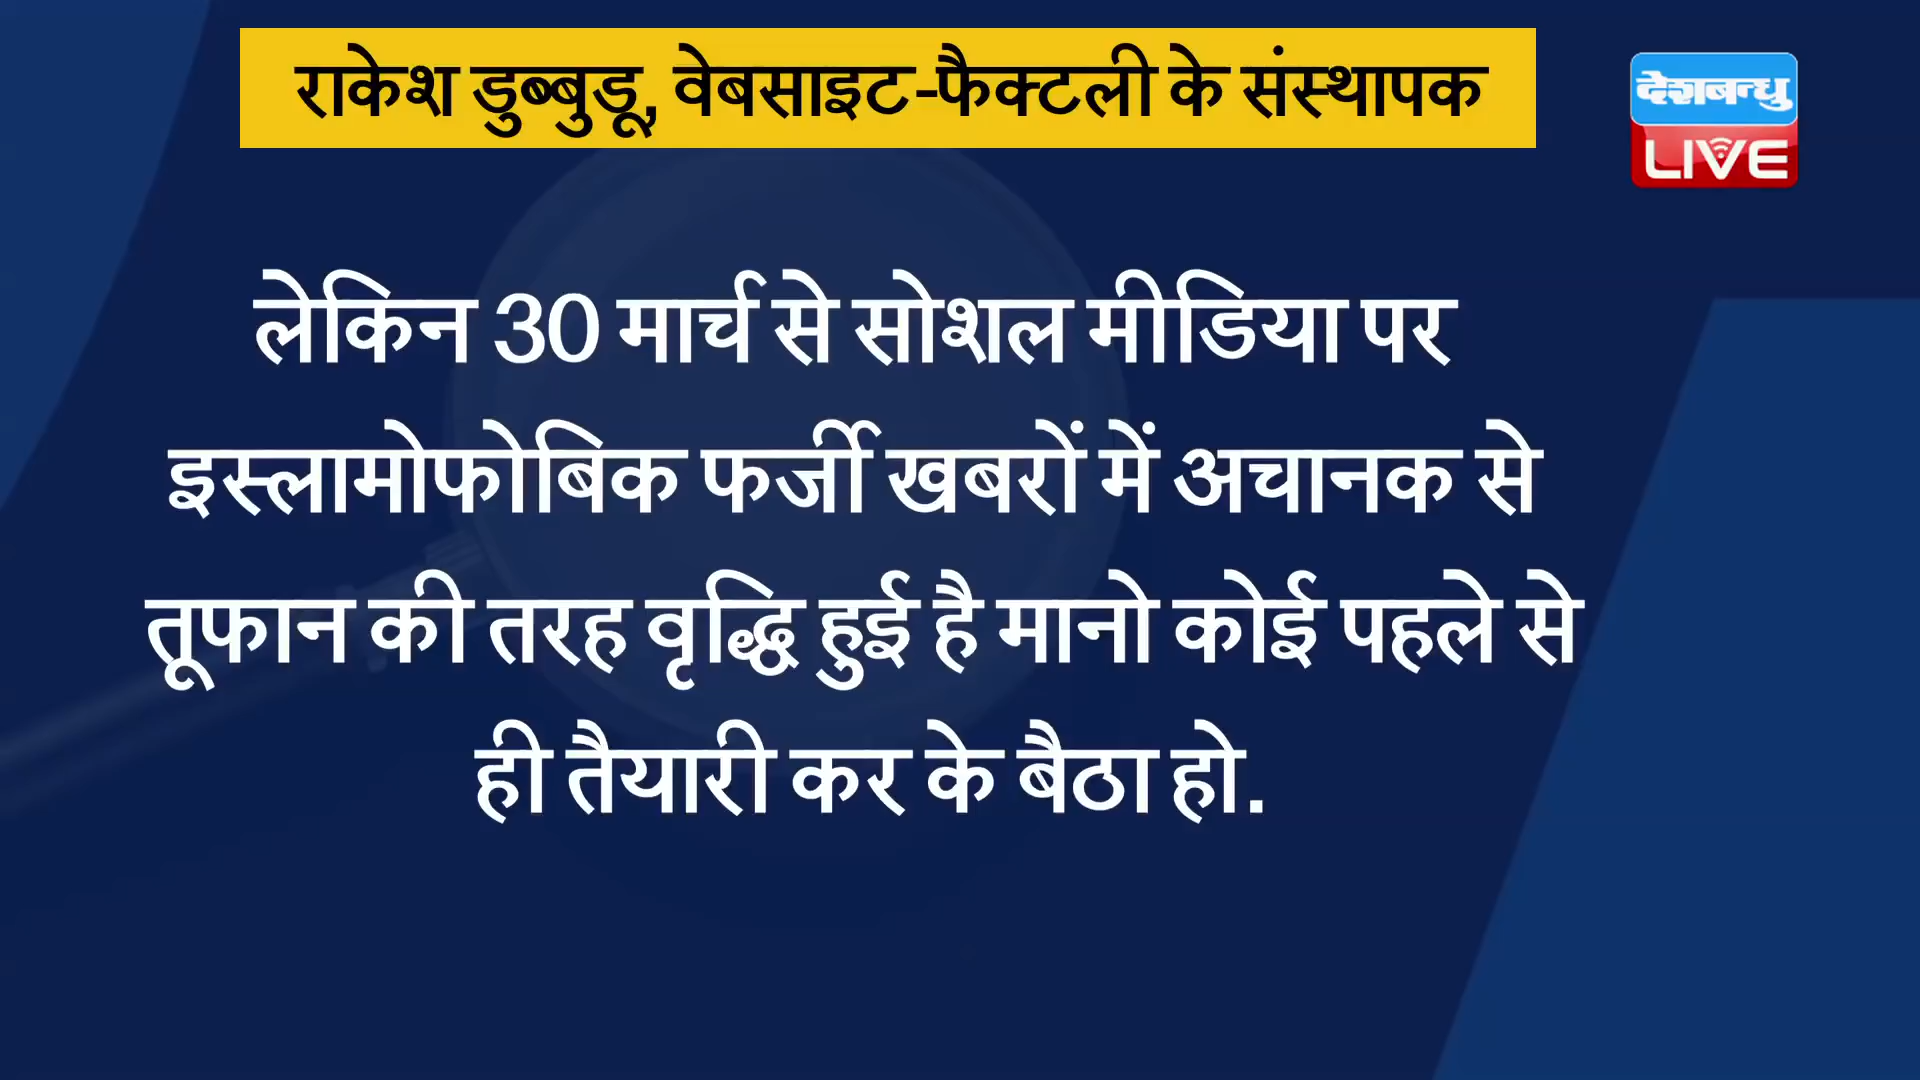 राकेश डुब्बुडू, वेबसाइट-फैक्टली के संस्थापक
देशबन्धु
LIVE
लेकिन 30 मार्च से सोशल मीडिया पर
इस्लामोफोबिक फर्जी खबरों में अचानक से
तूफान की तरह वृद्धि हुई है मानो कोई पहले से
ही तैयारी कर के बैठा हो.